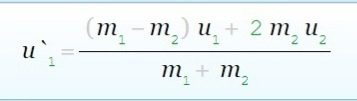 u`₁ = ((m₁ − m₂) u₁ + 2 m₂ u₂) / (m₁ + m₂)